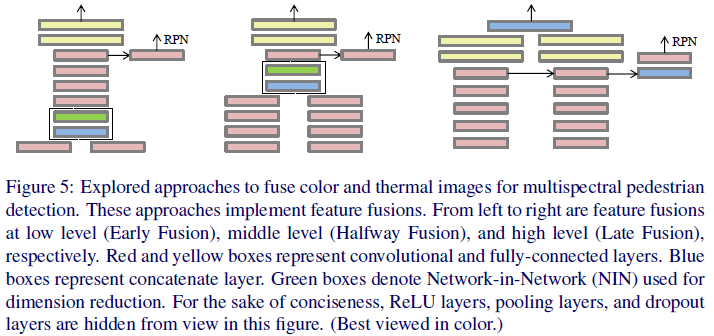 RPN
RPN
RPN
Figure 5: Explored approaches to fuse color and thermal images for multispectral pedestrian
detection. These approaches implement feature fusions. From left to right are feature fusions
at low level (Early Fusion), middle level (Halfway Fusion), and high level (Late Fusion),
respectively. Red and yellow boxes represent convolutional and fully-connected layers. Blue
boxes represent concatenate layer. Green boxes denote Network-in-Network (NIN) used for
dimension reduction. For the sake of conciseness, ReLU layers, pooling layers, and dropout
layers are hidden from view in this figure. (Best viewed in color.)